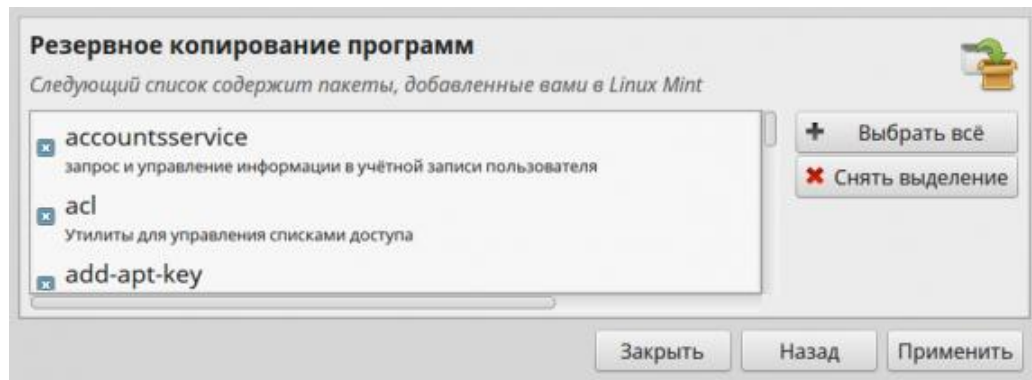 Резервное копирование программ
Следующий список содержит пакеты, добавленные вами в Linux Mint
accountsservice
запрос и управление информации в учётной записи пользователя
acl
Утилиты для управления списками доступа
add-apt-key
Выбрать всё
Снять выделение
Закрыть
Назад
Применить